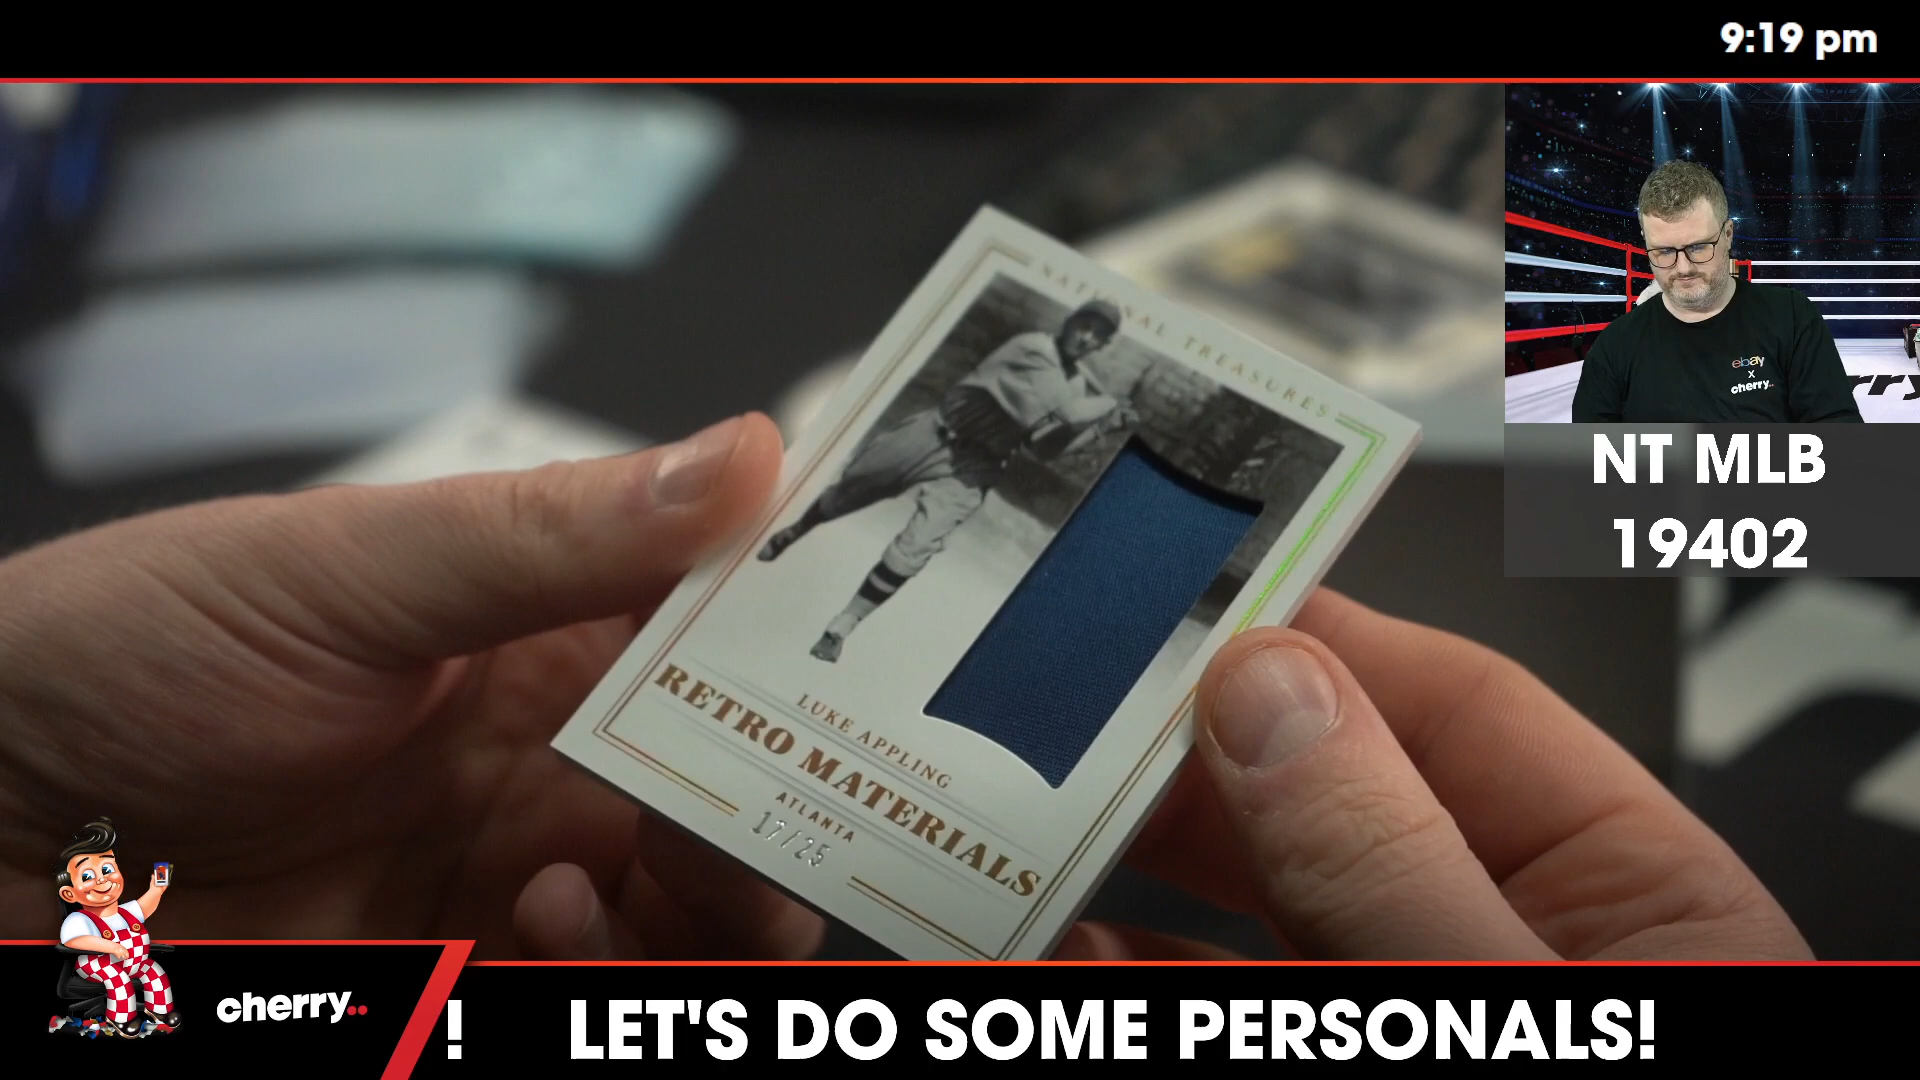 9:19 pm
NATIONAL TREASURES
LUKE APPLING
RETRO MATERIALS
ATLANTA
17/25
ebay
x
cherry..
NT MLB
19402
cherry..
! LET'S DO SOME PERSONALS!